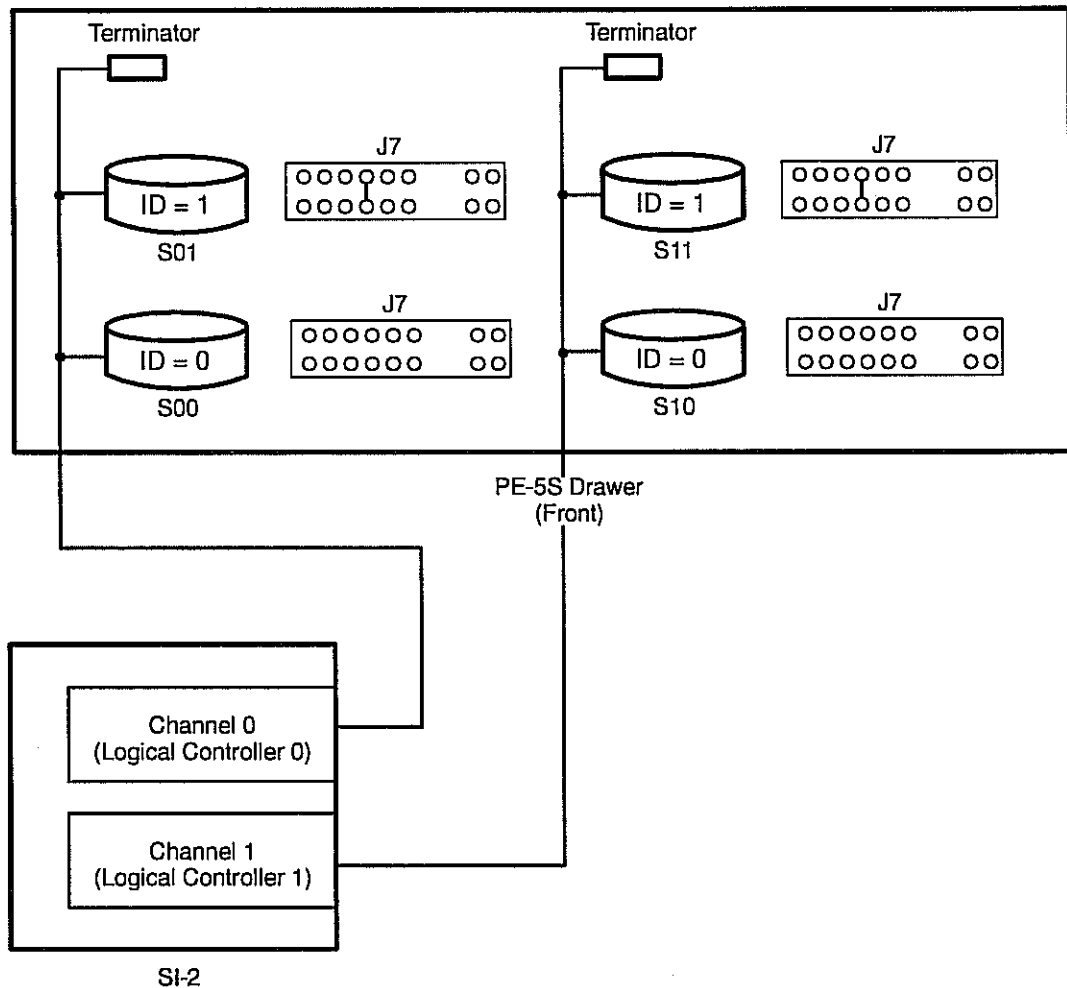 Terminator
Terminator
J7
J7
ID = 1
ID = 1
S01
S11
J7
J7
ID = 0
ID = 0
S00
S10
PE-5S Drawer
(Front)
Channel 0
(Logical Controller 0)
Channel 1
(Logical Controller 1)
SI-2